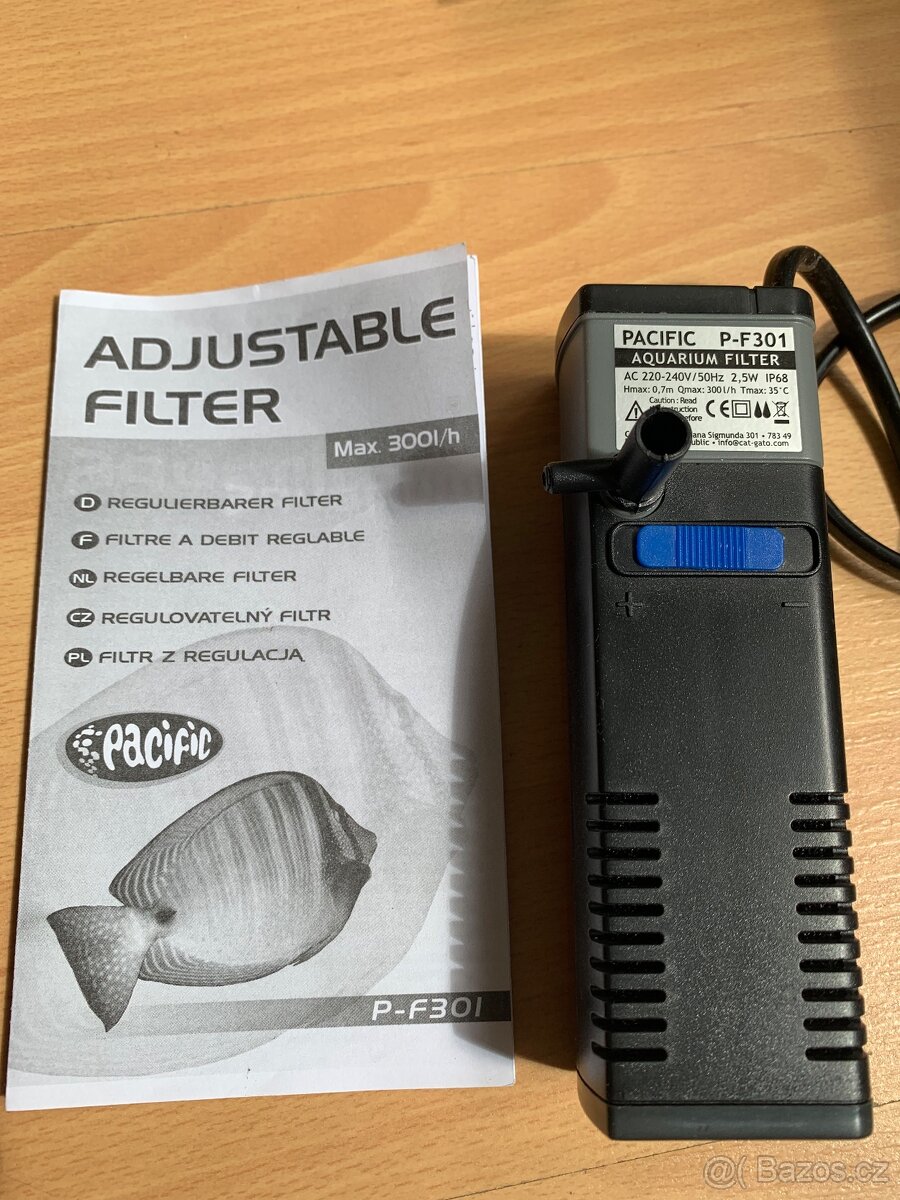 ADJUSTABLE
FILTER
Max. 300l/h
D REGULIERBARER FILTER
F FILTRE A DEBIT REGLABLE
NL REGELBARE FILTER
CZ REGULOVATELNÝ FILTR
PL FILTR Z REGULACJĄ
Pacific
P-F301
PACIFIC P-F301
AQUARIUM FILTER
AC 220-240V/50Hz 2,5W IP68
Hmax: 0,7m Qmax: 300l/h Tmax: 35°C
Caution: Read
CE
Sigmunda 301 • 783 49
• info@cat-gato.com
+ −
@( Bazos.cz